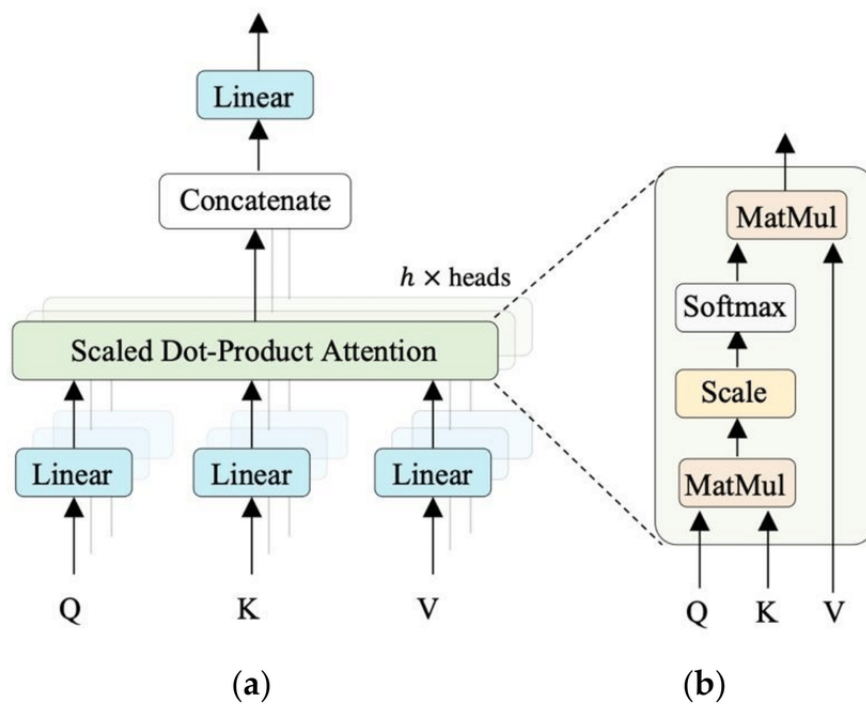 Linear
Concatenate
h × heads
Scaled Dot-Product Attention
Linear Linear Linear
Q K V
(a)
MatMul
Softmax
Scale
MatMul
Q K V
(b)